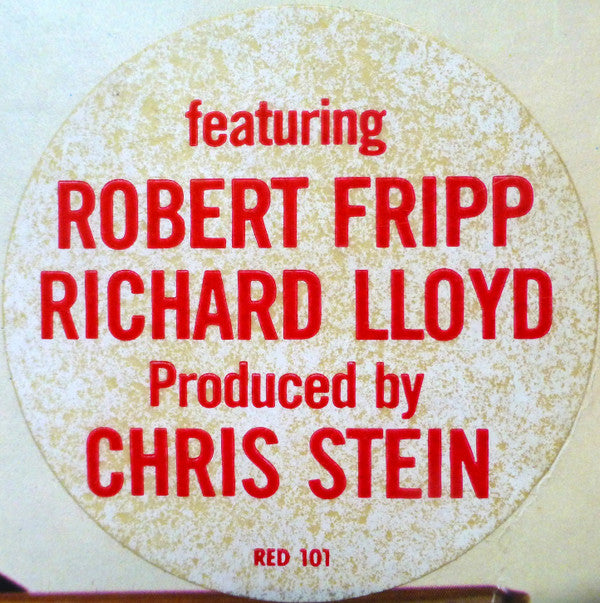 featuring
ROBERT FRIPP
RICHARD LLOYD
Produced by
CHRIS STEIN
RED 101